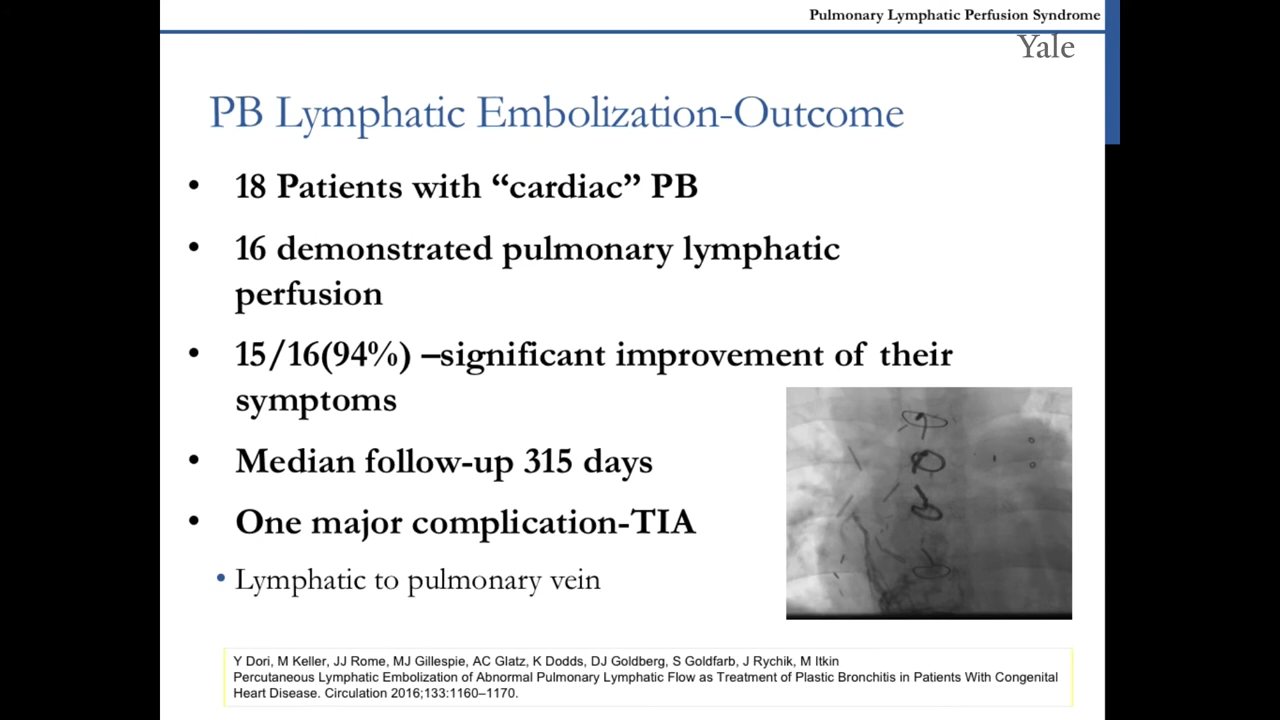 Pulmonary Lymphatic Perfusion Syndrome
Yale
PB Lymphatic Embolization-Outcome
• 18 Patients with “cardiac” PB
• 16 demonstrated pulmonary lymphatic
perfusion
• 15/16(94%) –significant improvement of their
symptoms
• Median follow-up 315 days
• One major complication-TIA
• Lymphatic to pulmonary vein
Y Dori, M Keller, JJ Rome, MJ Gillespie, AC Glatz, K Dodds, DJ Goldberg, S Goldfarb, J Rychik, M Itkin
Percutaneous Lymphatic Embolization of Abnormal Pulmonary Lymphatic Flow as Treatment of Plastic Bronchitis in Patients With Congenital
Heart Disease. Circulation 2016;133:1160–1170.